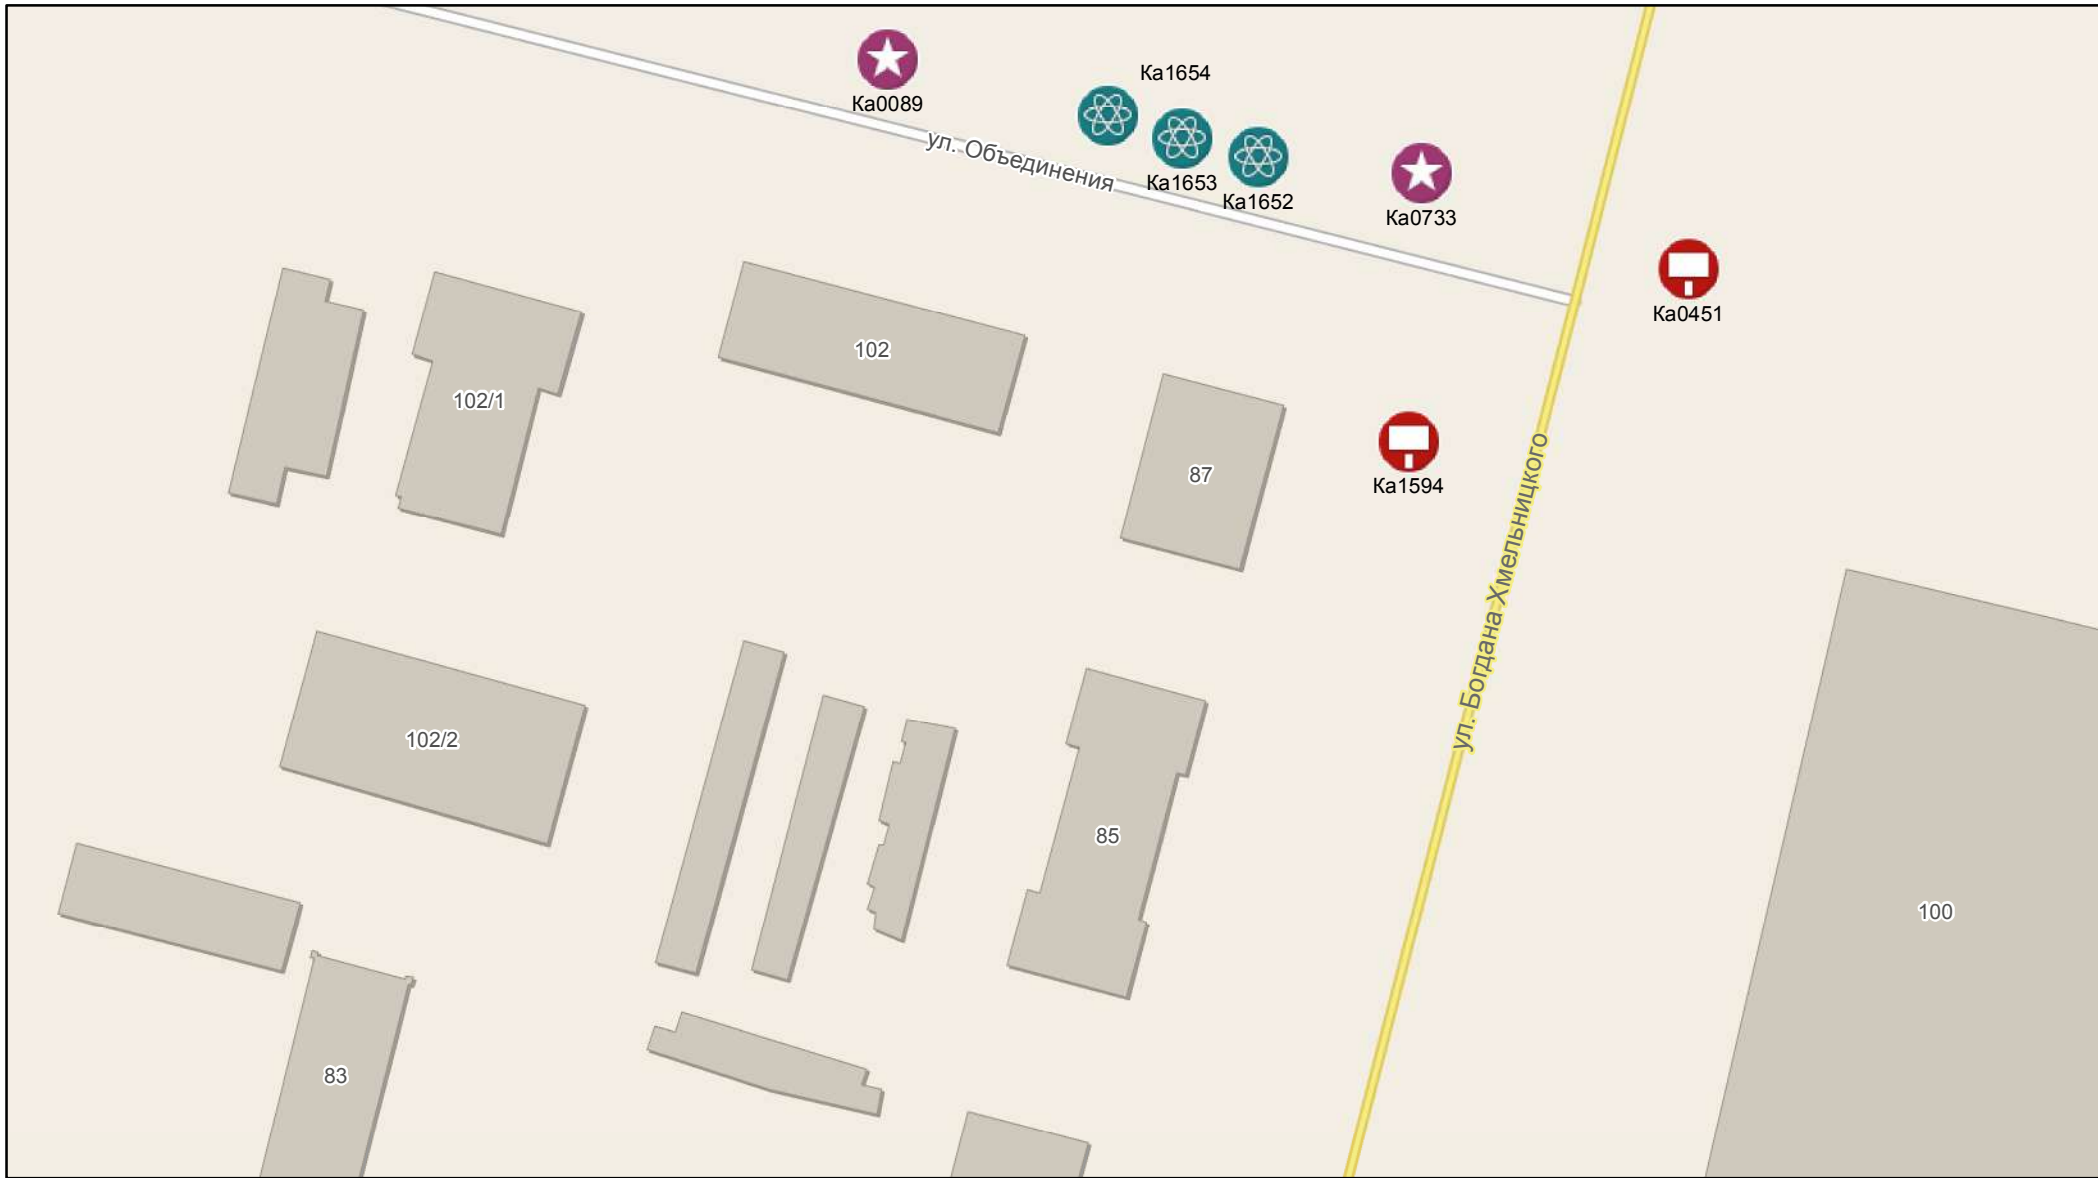 Ка1654
Ка0089
ул. Объединения
Ка1653
Ка1652
Ка0733
Ка0451
102
102/1
87
Ка1594
ул. Богдана Хмельницкого
102/2
85
100
83